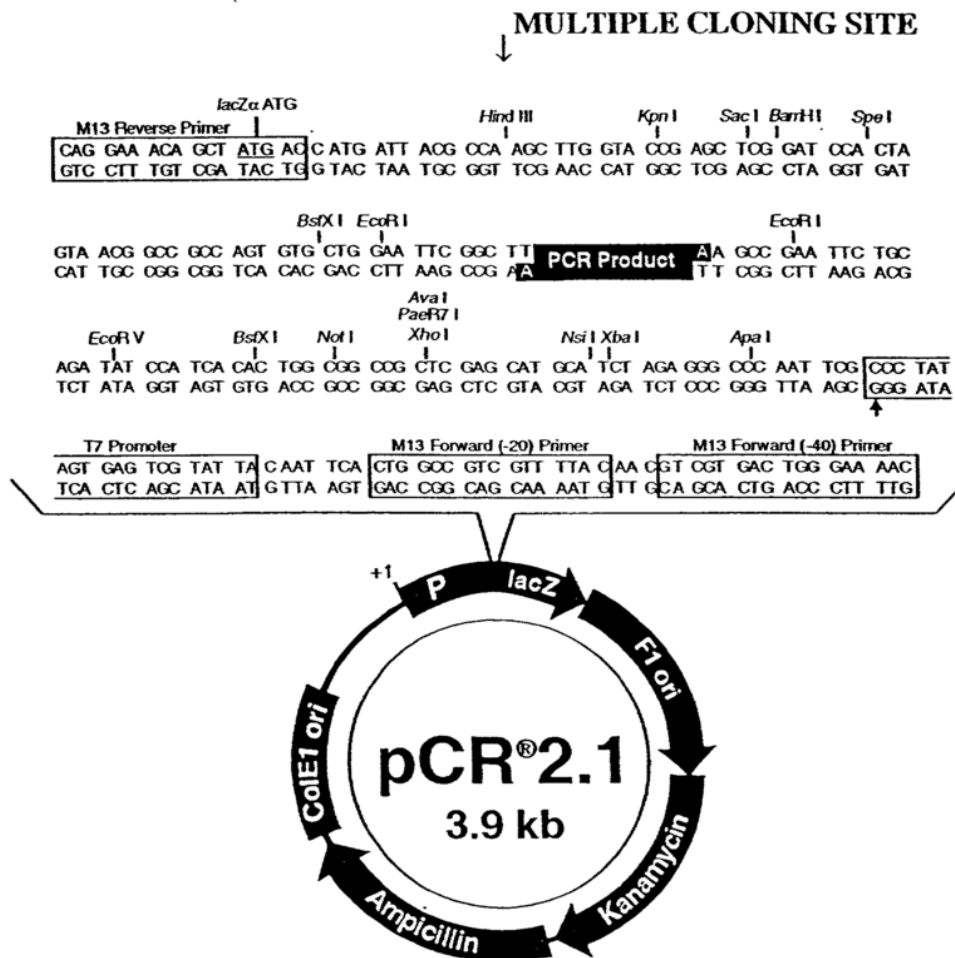 MULTIPLE CLONING SITE
lacZα ATG
M13 Reverse Primer Hind III Kpn I Sac I BamH I Spe I
CAG GAA ACA GCT ATG AC C ATG ATT ACG CCA AGC TTG GTA CCG AGC TCG GAT CCA CTA
GTC CTT TGT CGA TAC TG G TAC TAA TGC GGT TCG AAC CAT GGC TCG AGC CTA GGT GAT
BstX I EcoR I EcoR I
GTA ACG GCC GCC AGT GTG CTG GAA TTC GGC TT PCR Product A A GCC GAA TTC TGC
CAT TGC CGG CGG TCA CAC GAC CTT AAG CCG A A T T CGG CTT AAG ACG
Ava I
PaeR7 I
EcoR V BstX I Not I Xho I Nsi I Xba I Apa I
AGA TAT CCA TCA CAC TGG CGG CCG CTC GAG CAT GCA TCT AGA GGG CCC AAT TCG CCC TAT
TCT ATA GGT AGT GTG ACC GCC GGC GAG CTC GTA CGT AGA TCT CCC GGG TTA AGC GGG ATA
T7 Promoter M13 Forward (-20) Primer M13 Forward (-40) Primer
AGT GAG TCG TAT TA C AAT TCA CTG GCC GTC GTT TTA C AA C GT CGT GAC TGG GAA AAC
TCA CTC AGC ATA AT G TTA AGT GAC CGG CAG CAA AAT G TT G CA GCA CTG ACC CTT TTG
+1 P lacZ
F1 ori
ColE1 ori
pCR®2.1
3.9 kb
Kanamycin
Ampicillin